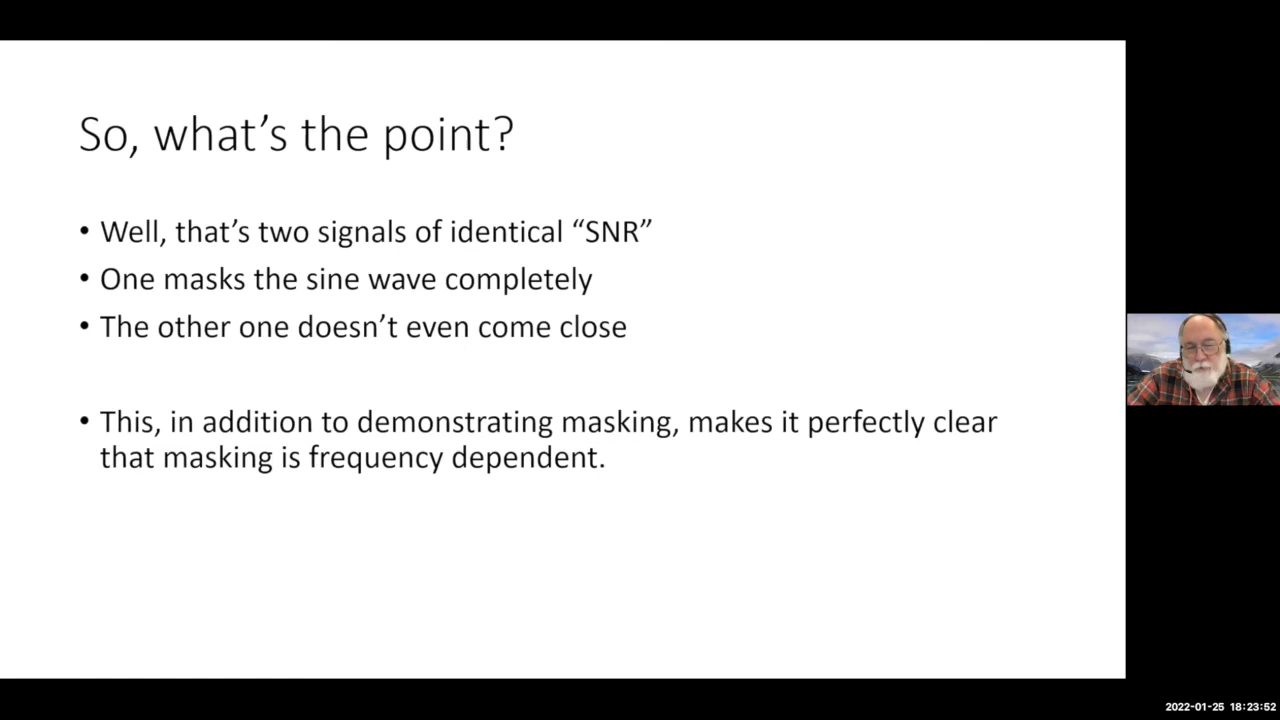 So, what’s the point?
• Well, that’s two signals of identical “SNR”
• One masks the sine wave completely
• The other one doesn’t even come close
• This, in addition to demonstrating masking, makes it perfectly clear
that masking is frequency dependent.
2022-01-25 18:23:52